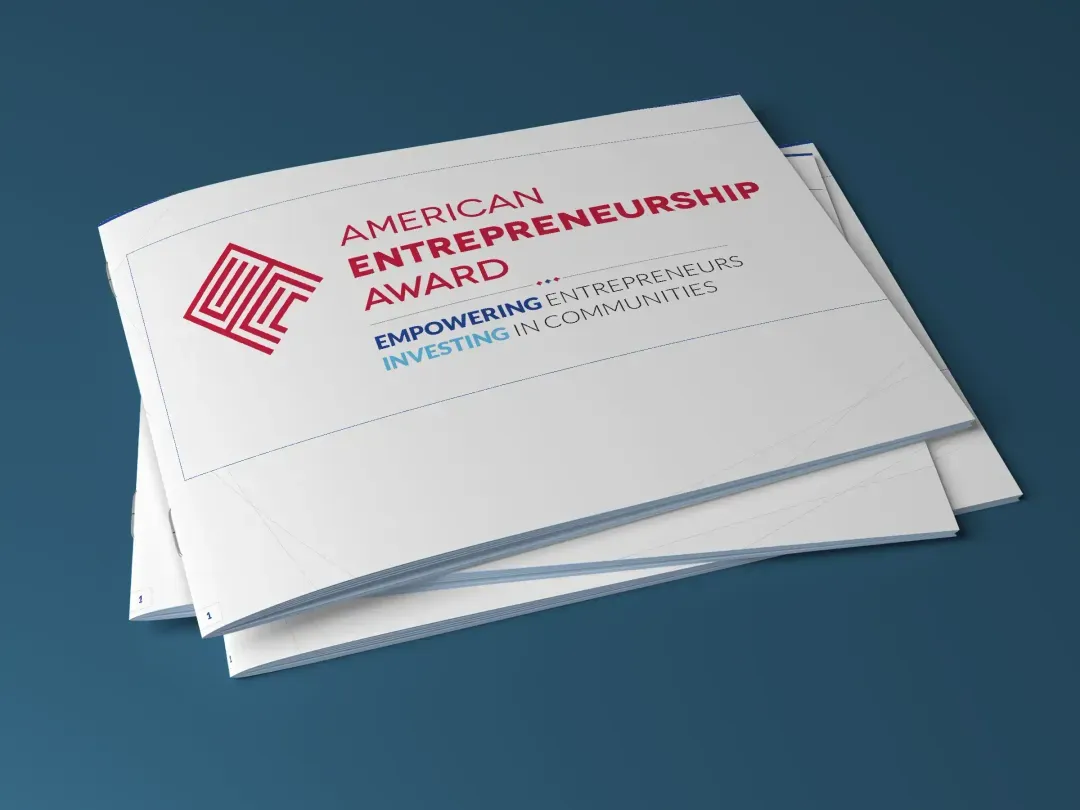 AMERICAN
ENTREPRENEURSHIP
AWARD
EMPOWERING ENTREPRENEURS
INVESTING IN COMMUNITIES
1
1
1